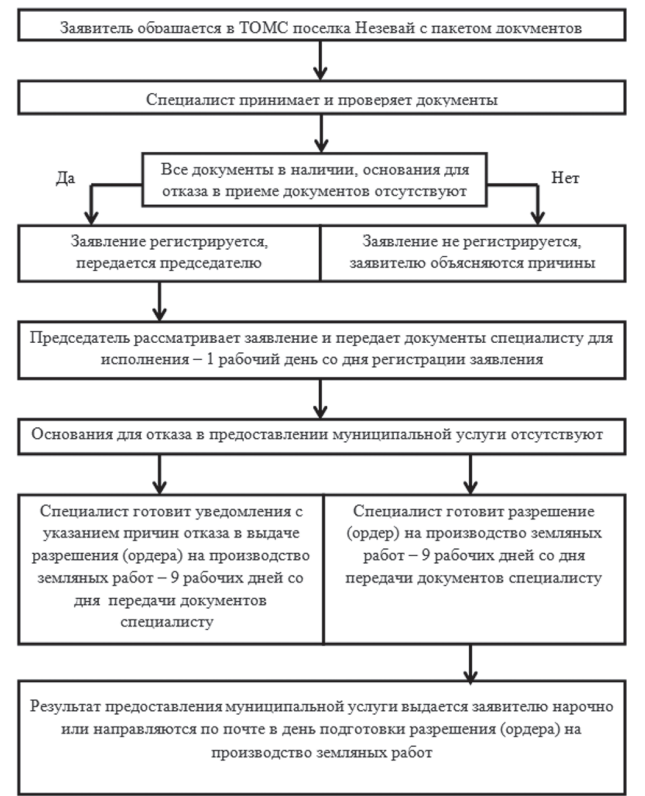 Заявитель обращается в ТОМС поселка Незевай с пакетом документов
Специалист принимает и проверяет документы
Все документы в наличии, основания для
отказа в приеме документов отсутствуют
Да
Нет
Заявление регистрируется,
передается председателю
Заявление не регистрируется,
заявителю объясняются причины
Председатель рассматривает заявление и передает документы специалисту для
исполнения – 1 рабочий день со дня регистрации заявления
Основания для отказа в предоставлении муниципальной услуги отсутствуют
Специалист готовит уведомления с
указанием причин отказа в выдаче
разрешения (ордера) на производство
земляных работ – 9 рабочих дней со
дня передачи документов
специалисту
Специалист готовит разрешение
(ордер) на производство земляных
работ – 9 рабочих дней со дня
передачи документов специалисту
Результат предоставления муниципальной услуги выдается заявителю нарочно
или направляются по почте в день подготовки разрешения (ордера) на
производство земляных работ